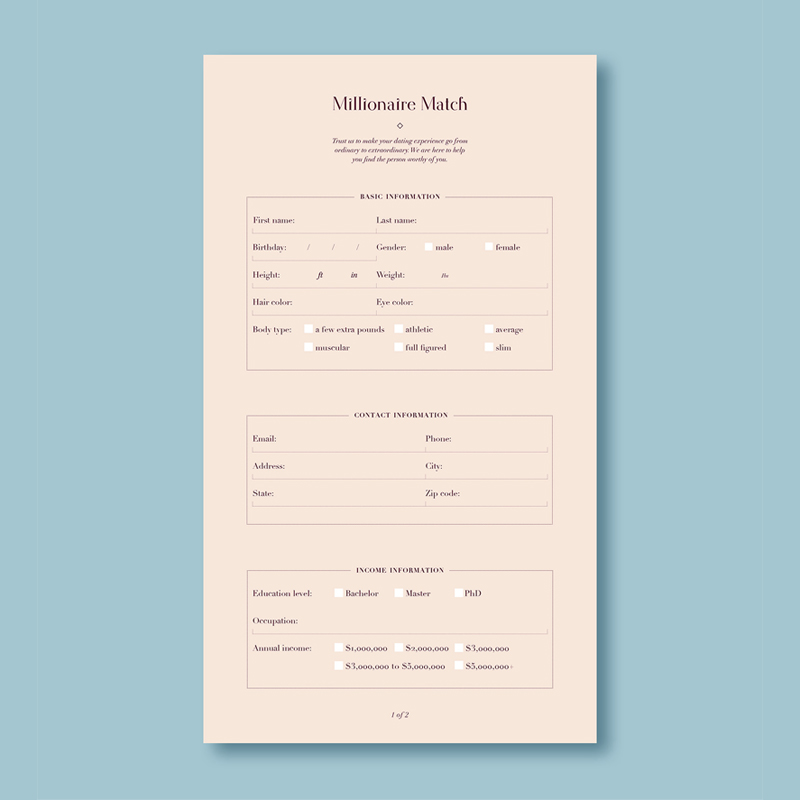 Millionaire Match
Trust us to make your dating experience go from
ordinary to extraordinary. We are here to help
you find the person worthy of you.
BASIC INFORMATION
First name: Last name:
Birthday: / / / Gender: male female
Height: ft in Weight: lbs
Hair color: Eye color:
Body type: a few extra pounds athletic average
muscular full figured slim
CONTACT INFORMATION
Email: Phone:
Address: City:
State: Zip code:
INCOME INFORMATION
Education level: Bachelor Master PhD
Occupation:
Annual income: $1,000,000 $2,000,000 $3,000,000
$3,000,000 to $5,000,000 $5,000,000+
1 of 2